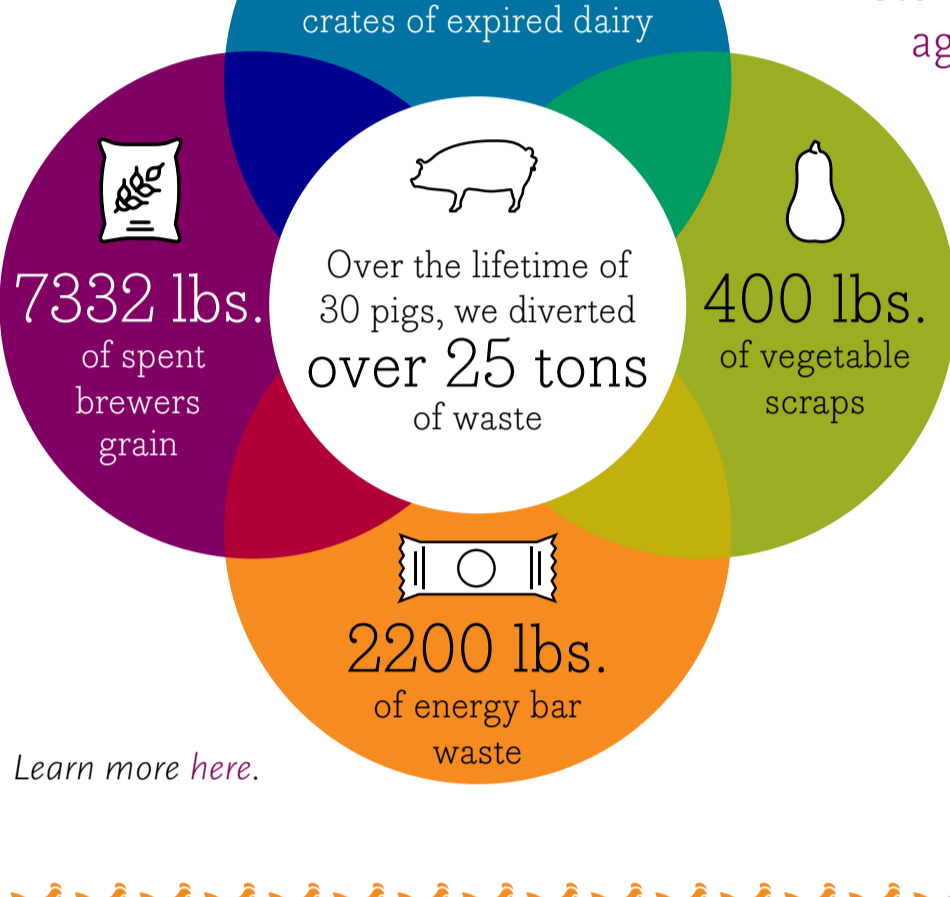 crates of expired dairy
7332 lbs.
of spent
brewers
grain
Over the lifetime of
30 pigs, we diverted
over 25 tons
of waste
400 lbs.
of vegetable
scraps
2200 lbs.
of energy bar
waste
Learn more here.